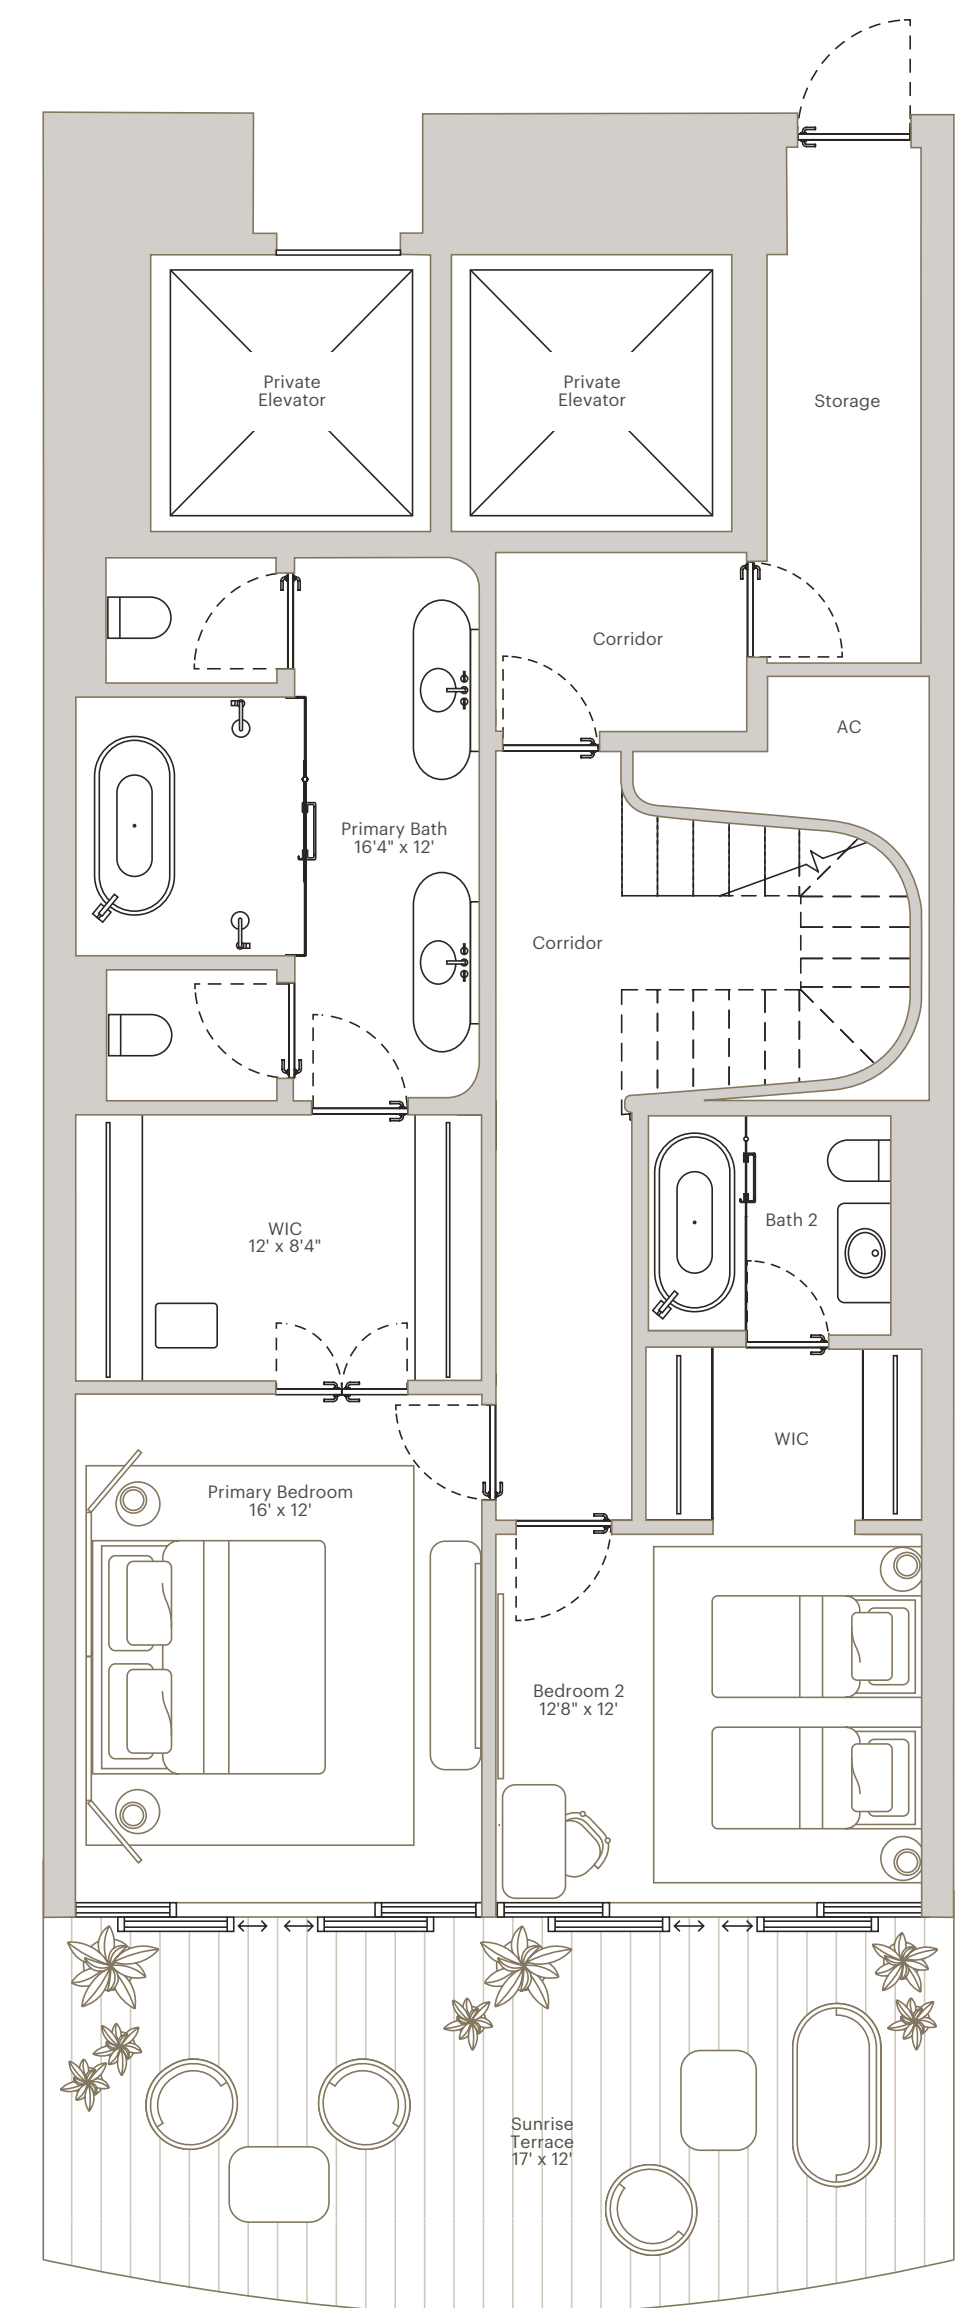 Private
Elevator
Private
Elevator
Storage
Corridor
AC
Primary Bath
16'4" x 12'
Corridor
Bath 2
WIC
12' x 8'4"
WIC
Primary Bedroom
16' x 12'
Bedroom 2
12'8" x 12'
Sunrise
Terrace
17' x 12'